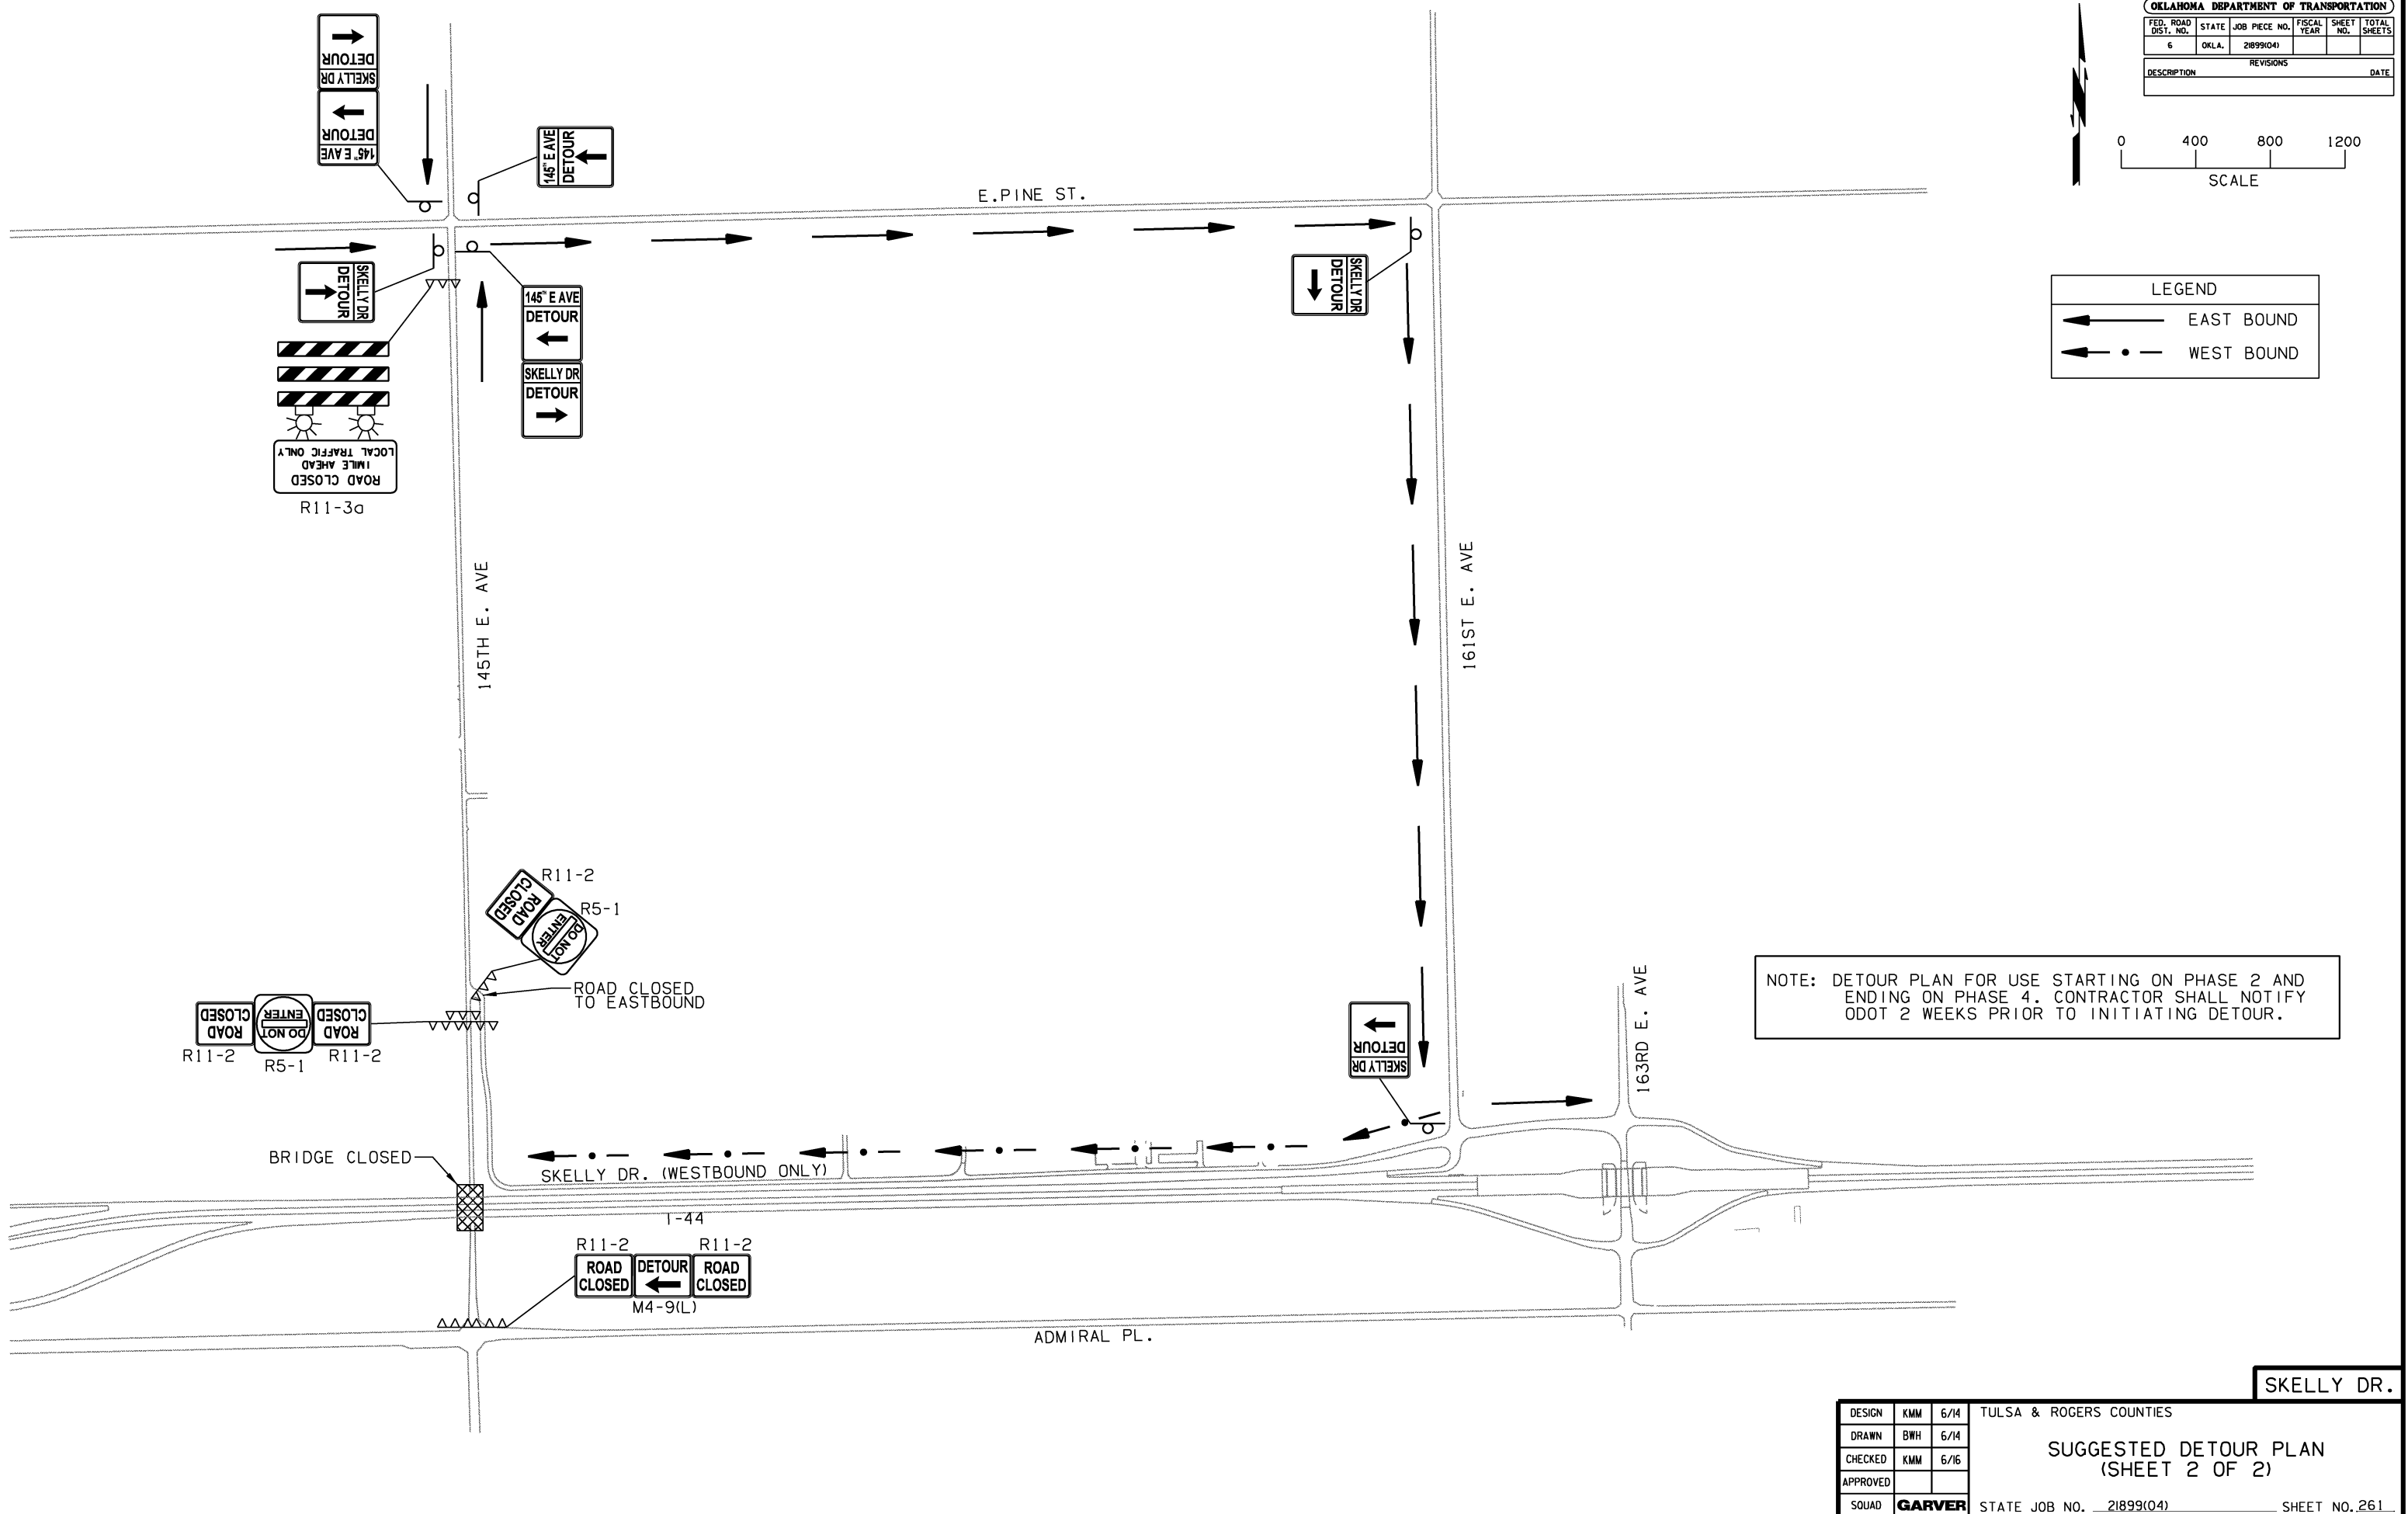 OKLAHOMA DEPARTMENT OF TRANSPORTATION
FED. ROAD DIST. NO.
STATE
JOB PIECE NO.
FISCAL YEAR
SHEET NO.
TOTAL SHEETS
6
OKLA.
21899(04)
REVISIONS
DESCRIPTION
DATE
0 400 800 1200
SCALE
LEGEND
EAST BOUND
WEST BOUND
SKELLY DR
DETOUR
145TH E AVE
DETOUR
145TH E AVE
DETOUR
E. PINE ST.
SKELLY DR
DETOUR
145TH E AVE
DETOUR
SKELLY DR
DETOUR
SKELLY DR
DETOUR
ROAD CLOSED
1 MILE AHEAD
LOCAL TRAFFIC ONLY
R11-3a
145TH E. AVE
161ST E. AVE
163RD E. AVE
R11-2
ROAD
CLOSED
R5-1
DO NOT
ENTER
ROAD CLOSED
TO EASTBOUND
ROAD
CLOSED
DO NOT
ENTER
ROAD
CLOSED
R11-2
R5-1
R11-2
SKELLY DR
DETOUR
NOTE: DETOUR PLAN FOR USE STARTING ON PHASE 2 AND
ENDING ON PHASE 4. CONTRACTOR SHALL NOTIFY
ODOT 2 WEEKS PRIOR TO INITIATING DETOUR.
BRIDGE CLOSED
SKELLY DR. (WESTBOUND ONLY)
I-44
R11-2
R11-2
ROAD
CLOSED
DETOUR
ROAD
CLOSED
M4-9(L)
ADMIRAL PL.
SKELLY DR.
DESIGN KMM 6/14
DRAWN BWH 6/14
CHECKED KMM 6/16
APPROVED
SQUAD GARVER
TULSA & ROGERS COUNTIES
SUGGESTED DETOUR PLAN
(SHEET 2 OF 2)
STATE JOB NO. 21899(04) SHEET NO. 261